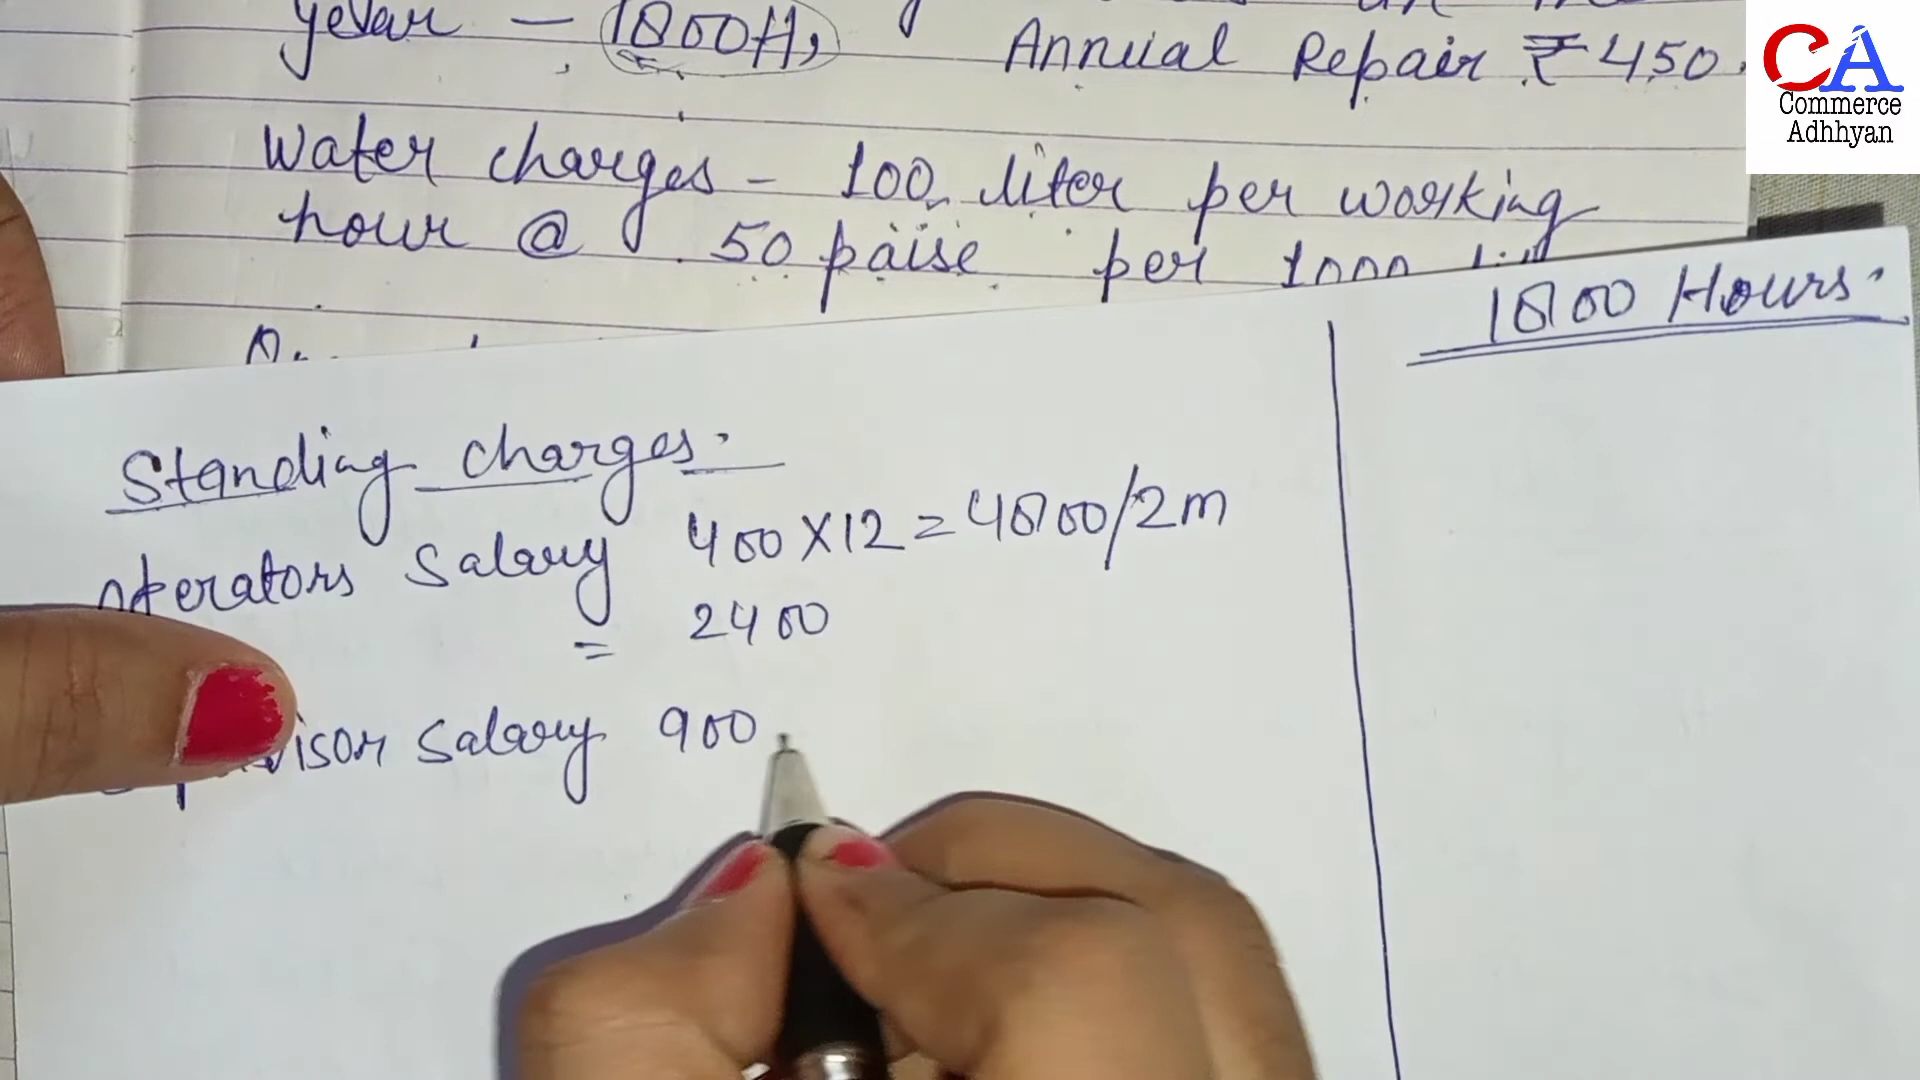 year - 1800H,
Annual Repair ₹ 450.
Water charges - 100 liter per working
hour @ 50 paise per 1000
1800 Hours.
Standing charges.
operators Salary 400 X 12 = 4800/2m
= 2400
Salary 900
CA
Commerce
Adhhyan